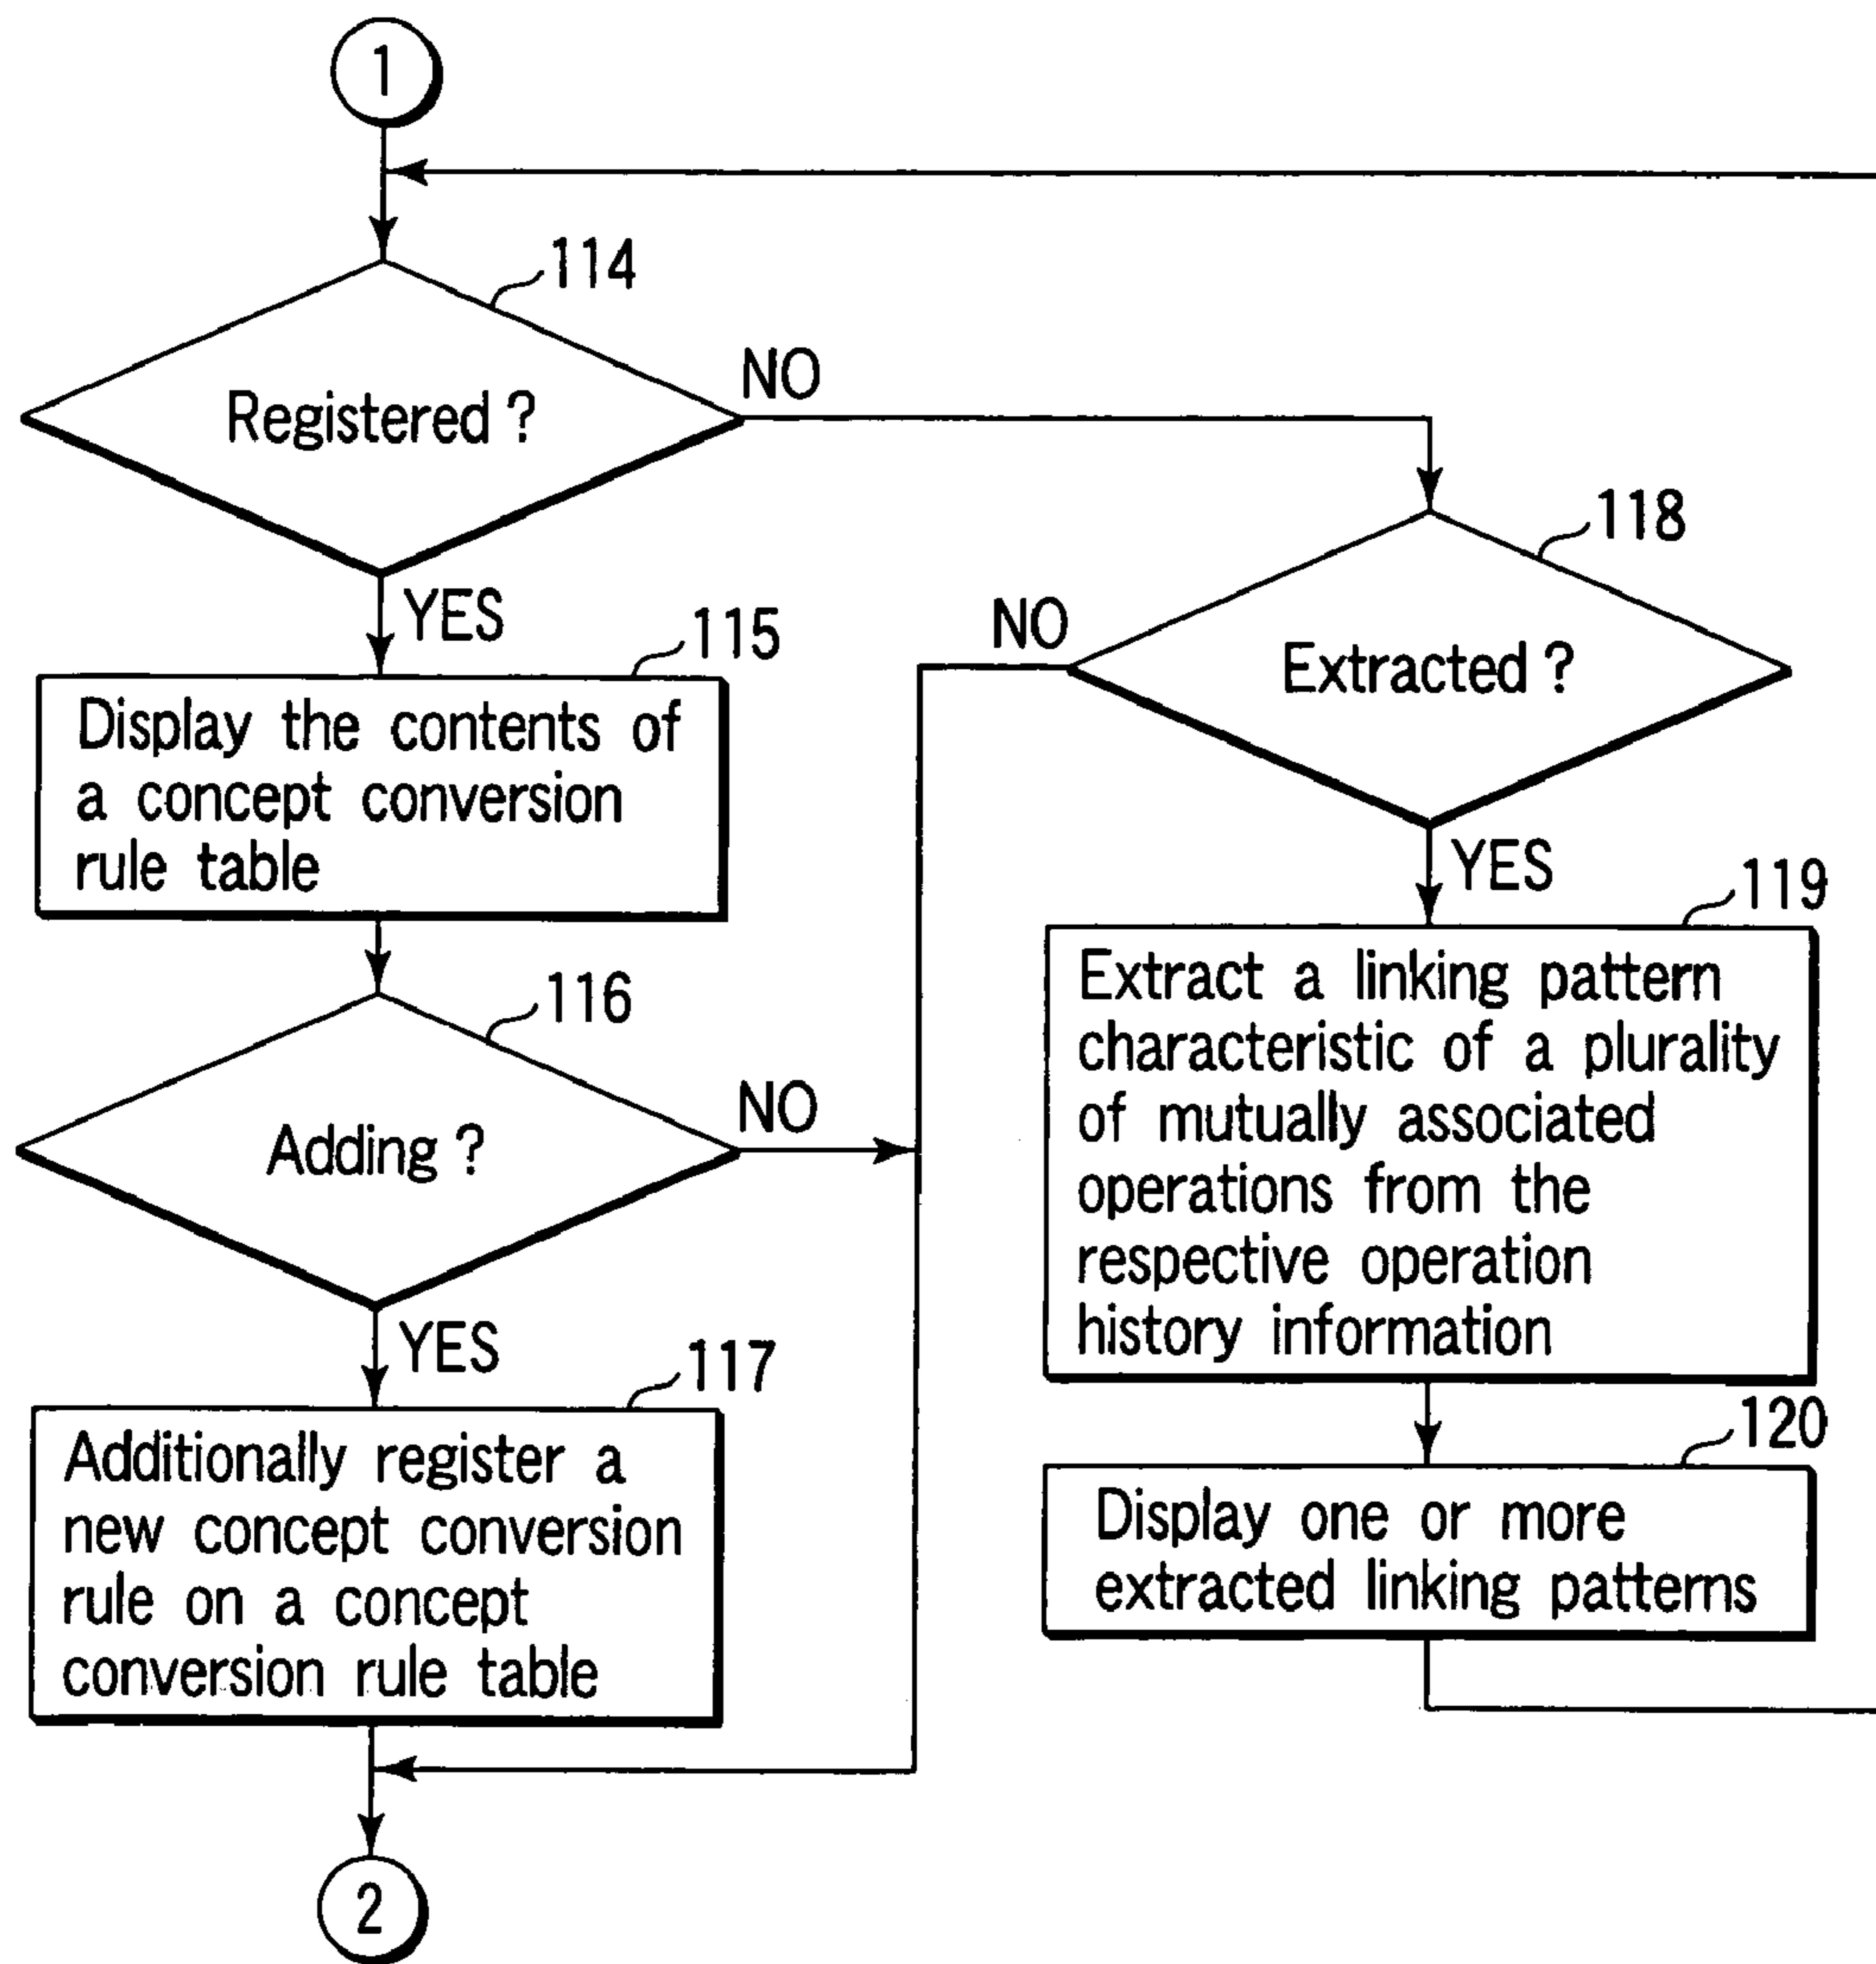 1
114
Registered ?
NO
YES
115
Display the contents of
a concept conversion
rule table
116
Adding ?
NO
YES
117
Additionally register a
new concept conversion
rule on a concept
conversion rule table
2
118
Extracted ?
NO
YES
119
Extract a linking pattern
characteristic of a plurality
of mutually associated
operations from the
respective operation
history information
120
Display one or more
extracted linking patterns